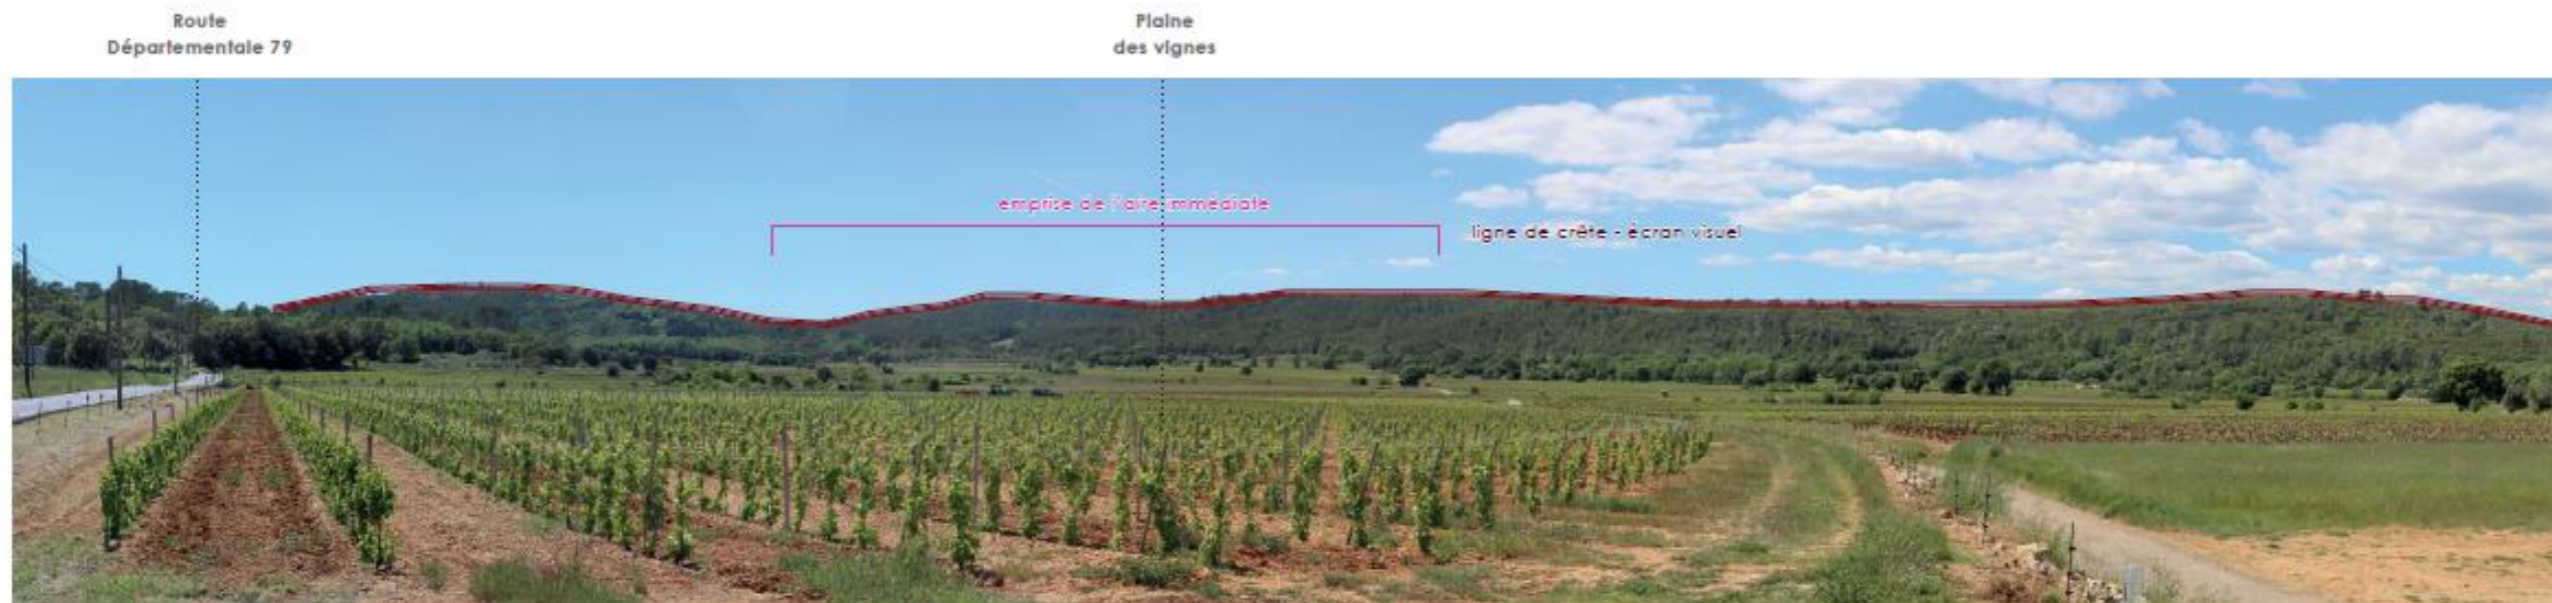 Route
Départementale 79
Plaine
des vignes
emprise de l'aire immédiate
ligne de crête - écran visuel